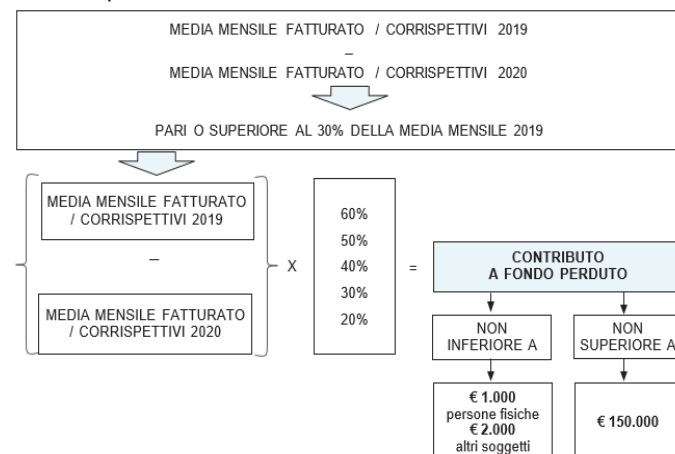 MEDIA MENSILE FATTURATO / CORRISPETTIVI 2019
–
MEDIA MENSILE FATTURATO / CORRISPETTIVI 2020
PARI O SUPERIORE AL 30% DELLA MEDIA MENSILE 2019
MEDIA MENSILE FATTURATO
/ CORRISPETTIVI 2019
–
MEDIA MENSILE FATTURATO
/ CORRISPETTIVI 2020
X
60%
50%
40%
30%
20%
=
CONTRIBUTO
A FONDO PERDUTO
NON
INFERIORE A
NON
SUPERIORE A
€ 1.000
persone fisiche
€ 2.000
altri soggetti
€ 150.000